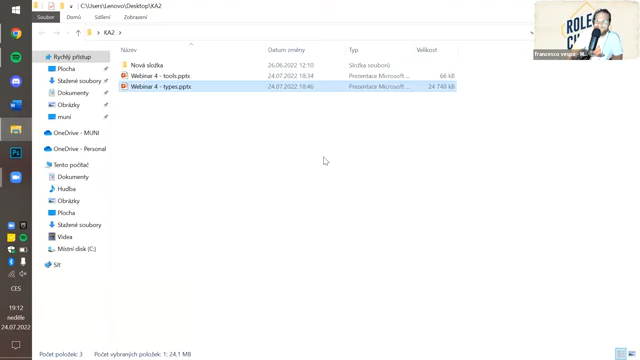 C:\Users\Lenovo\Desktop\KA2
Soubor Domů Sdílení Zobrazení
KA2
Rychlý přístup
Plocha
Stažené soubory
Dokumenty
Obrázky
muni
OneDrive - MUNI
OneDrive - Personal
Tento počítač
Dokumenty
Hudba
Obrázky
Plocha
Stažené soubory
Videa
Místní disk (C:)
Síť
Název Datum změny Typ Velikost
Nová složka 26.06.2022 12:10 Složka souborů
Webinar 4 - tools.pptx 24.07.2022 18:34 Prezentace Microsoft ... 66 kB
Webinar 4 - types.pptx 24.07.2022 18:46 Prezentace Microsoft ... 24 748 kB
ROLE
francesco vespa - It...
CES
19:12
neděle
24.07.2022
Počet položek: 3 Počet vybraných položek: 1: 24,1 MB